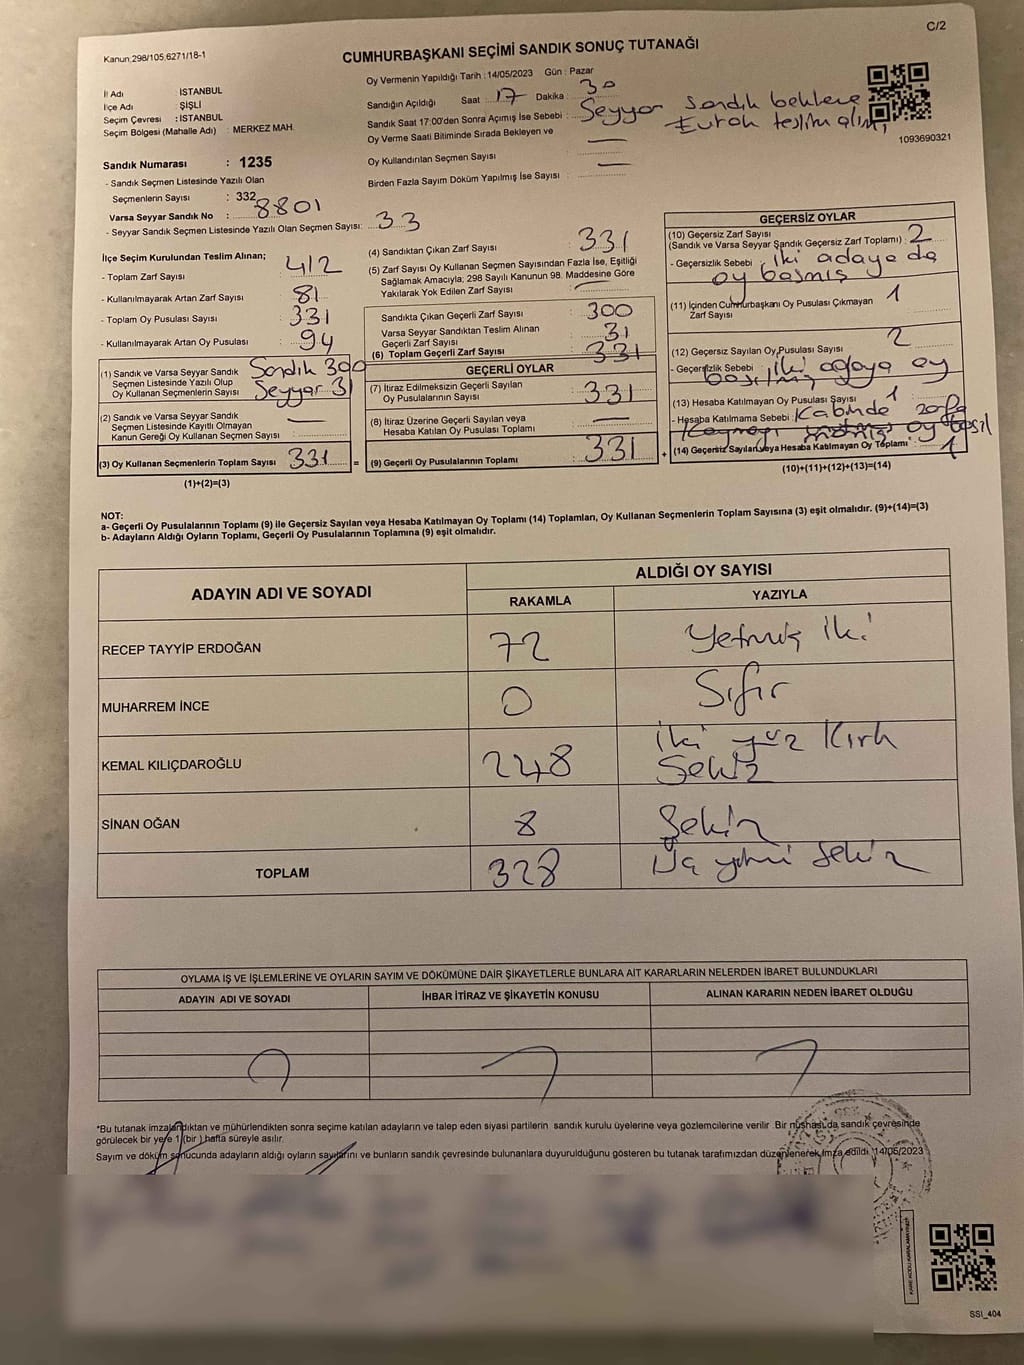 C/2
Kanun 298/105,6271/18-1
CUMHURBAŞKANI SEÇİMİ SANDIK SONUÇ TUTANAĞI
İl Adı : İSTANBUL
İlçe Adı : ŞİŞLİ
Seçim Çevresi : İSTANBUL
Seçim Bölgesi (Mahalle Adı) : MERKEZ MAH.
Sandık Numarası : 1235
- Sandık Seçmen Listesinde Yazılı Olan
Seçmenlerin Sayısı : 332
Varsa Seyyar Sandık No : 8801
- Seyyar Sandık Seçmen Listesinde Yazılı Olan Seçmen Sayısı: 33
Oy Vermenin Yapıldığı Tarih : 14/05/2023 Gün : Pazar
Sandığın Açıldığı Saat : 17 Dakika : 30
Sandık Saat 17:00'den Sonra Açımış İse Sebebi : Seyyar sandık beklene
Evrak teslim alım
Oy Verme Saati Bitiminde Sırada Bekleyen ve
Oy Kullandırılan Seçmen Sayısı : —
Birden Fazla Sayım Döküm Yapılmış İse Sayısı : —
1093690321
İlçe Seçim Kurulundan Teslim Alınan;
- Toplam Zarf Sayısı : 412
- Kullanılmayarak Artan Zarf Sayısı : 81
- Toplam Oy Pusulası Sayısı : 331
- Kullanılmayarak Artan Oy Pusulası : 94
(1) Sandık ve Varsa Seyyar Sandık Sandık 300
Seçmen Listesinde Yazılı Olup
Oy Kullanan Seçmenlerin Sayısı : Seyyar 31
(2) Sandık ve Varsa Seyyar Sandık
Seçmen Listesinde Kayıtlı Olmayan
Kanun Gereği Oy Kullanan Seçmen Sayısı : —
(3) Oy Kullanan Seçmenlerin Toplam Sayısı : 331 =
(1)+(2)=(3)
(4) Sandıktan Çıkan Zarf Sayısı : 331
(5) Zarf Sayısı Oy Kullanan Seçmen Sayısından Fazla İse, Eşitliği
Sağlamak Amacıyla; 298 Sayılı Kanunun 98. Maddesine Göre
Yakılarak Yok Edilen Zarf Sayısı : —
Sandıkta Çıkan Geçerli Zarf Sayısı : 300
Varsa Seyyar Sandıktan Teslim Alınan
Geçerli Zarf Sayısı : 31
(6) Toplam Geçerli Zarf Sayısı : 331
GEÇERLİ OYLAR
(7) İtiraz Edilmeksizin Geçerli Sayılan
Oy Pusulasının Sayısı : 331
(8) İtiraz Üzerine Geçerli Sayılan veya
Hesaba Katılan Oy Pusulası Toplamı : —
(9) Geçerli Oy Pusulalarının Toplamı : 331 +
GEÇERSİZ OYLAR
(10) Geçersiz Zarf Sayısı
(Sandık ve Varsa Seyyar Sandık Geçersiz Zarf Toplamı) : 2
- Geçersizlik Sebebi : iki adaya da
oy basmış
(11) İçinden Cumhurbaşkanı Oy Pusulası Çıkmayan
Zarf Sayısı 1
(12) Geçersiz Sayılan Oy Pusulası Sayısı : 2
- Geçersizlik Sebebi : iki adaya oy
basılmış
(13) Hesaba Katılmayan Oy Pusulası Sayısı : 1
- Hesaba Katılmama Sebebi : Kabinde zarfa
oy basıl
(14) Geçersiz Sayılan veya Hesaba Katılmayan Oy Toplamı : 1
(10)+(11)+(12)+(13)=(14)
NOT:
a- Geçerli Oy Pusulalarının Toplamı (9) ile Geçersiz Sayılan veya Hesaba Katılmayan Oy Toplamı (14) Toplamları, Oy Kullanan Seçmenlerin Toplam Sayısına (3) eşit olmalıdır. (9)+(14)=(3)
b- Adayların Aldığı Oyların Toplamı, Geçerli Oy Pusulalarının Toplamına (9) eşit olmalıdır.
ADAYIN ADI VE SOYADI ALDIĞI OY SAYISI
RAKAMLA YAZIYLA
RECEP TAYYİP ERDOĞAN 72 Yetmiş iki
MUHARREM İNCE 0 Sıfır
KEMAL KILIÇDAROĞLU 248 iki yüz Kırk
Sekiz
SİNAN OĞAN 8 Sekiz
TOPLAM 328 Üç yirmi sekiz
OYLAMA İŞ VE İŞLEMLERİNE VE OYLARIN SAYIM VE DÖKÜMÜNE DAİR ŞİKAYETLERLE BUNLARA AİT KARARLARIN NELERDEN İBARET BULUNDUKLARI
ADAYIN ADI VE SOYADI İHBAR İTİRAZ VE ŞİKAYETİN KONUSU ALINAN KARARIN NEDEN İBARET OLDUĞU
*Bu tutanak imzalandıktan ve mühürlendikten sonra seçime katılan adayların ve talep eden siyasi partilerin sandık kurulu üyelerine veya gözlemcilerine verilir. Bir nüshası da sandık çevresinde
görülecek bir yere 1 (bir) hafta süreyle asılır.
Sayım ve döküm sonucunda adayların aldığı oyların sayılarını ve bunların sandık çevresinde bulunanlara duyurulduğunu gösteren bu tutanak tarafımızdan düzenlenerek imza edildi. 14/05/2023
SSİ_404